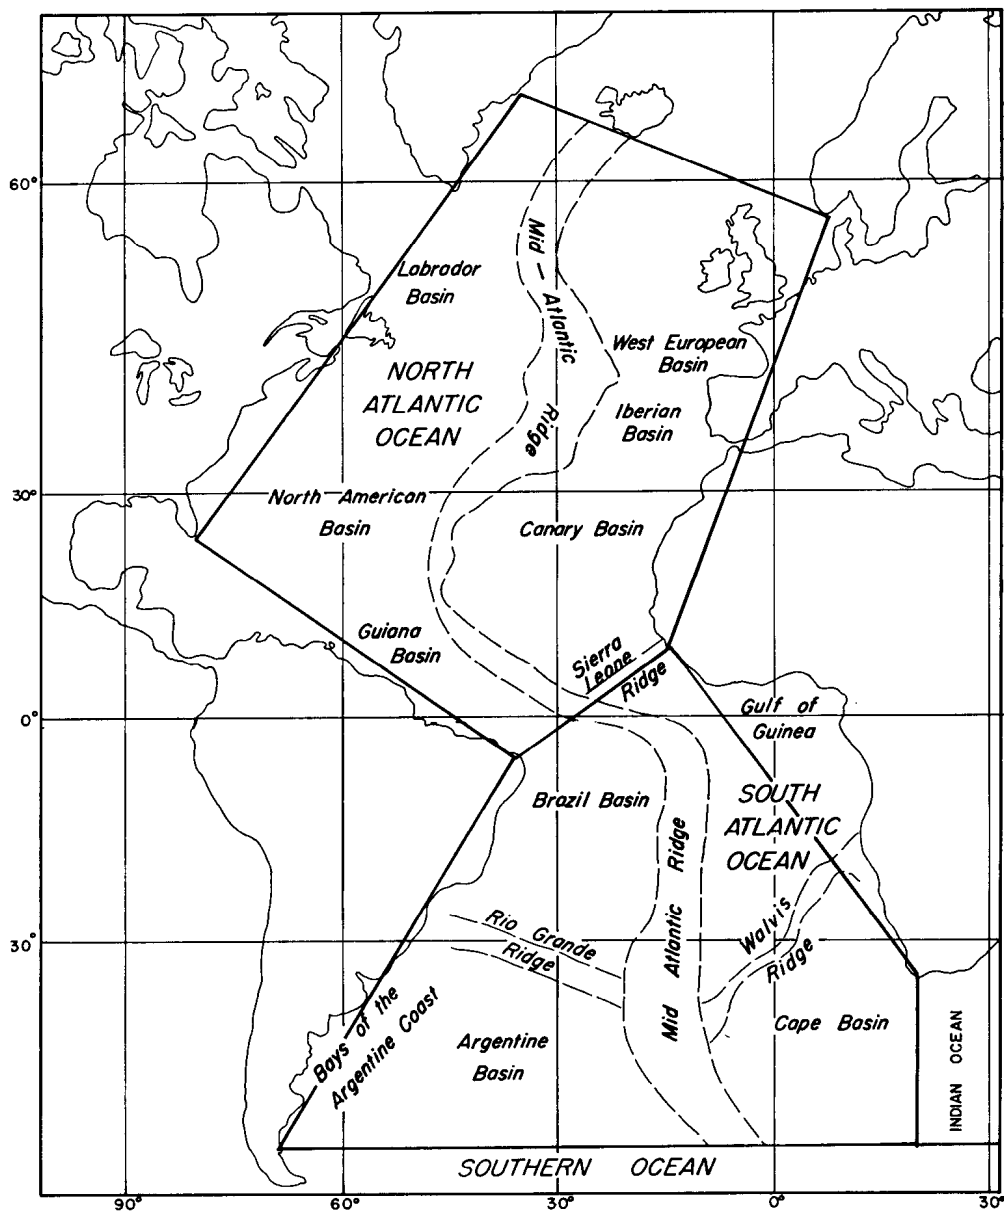 60°
Mid - Atlantic Ridge
Labrador
Basin
West European
Basin
NORTH
ATLANTIC
OCEAN
Iberian
Basin
30°
North American
Basin
Canary Basin
Guiana
Basin
Sierra
Leone
Ridge
0°
Gulf of
Guinea
Brazil Basin
SOUTH
ATLANTIC
OCEAN
Mid Atlantic Ridge
Walvis
Ridge
Rio Grande
Ridge
30°
Bays of the
Argentine Coast
Argentine
Basin
Cape Basin
INDIAN OCEAN
SOUTHERN OCEAN
90° 60° 30° 0° 30°